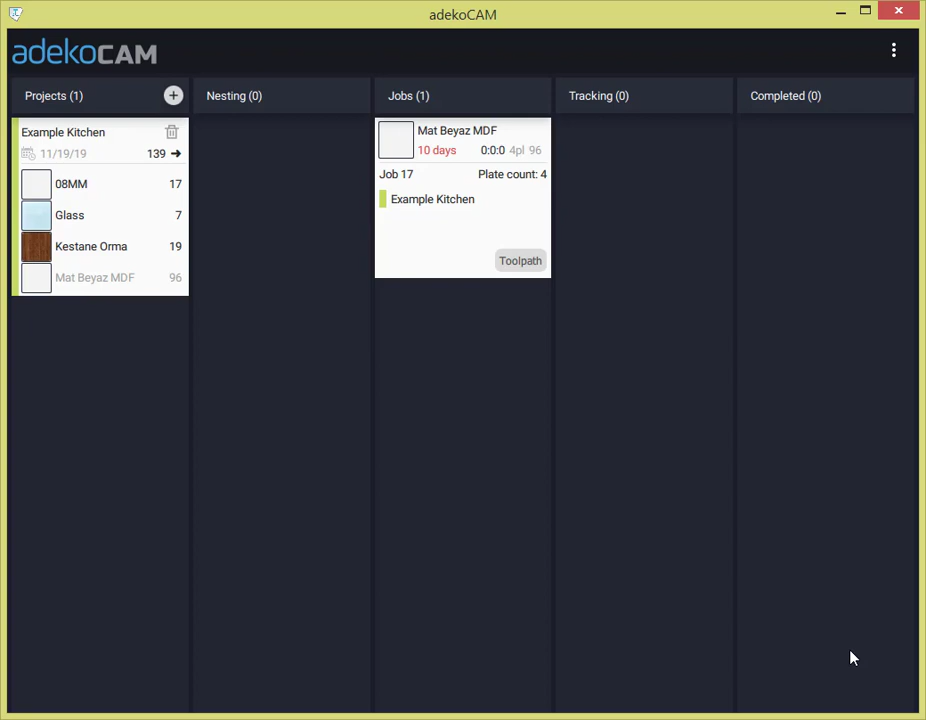 adekoCAM
adekoCAM
Projects (1)
Nesting (0)
Jobs (1)
Tracking (0)
Completed (0)
Example Kitchen
11/19/19 139
08MM 17
Glass 7
Kestane Orma 19
Mat Beyaz MDF 96
Mat Beyaz MDF
10 days 0:0:0 4pl 96
Job 17 Plate count: 4
Example Kitchen
Toolpath